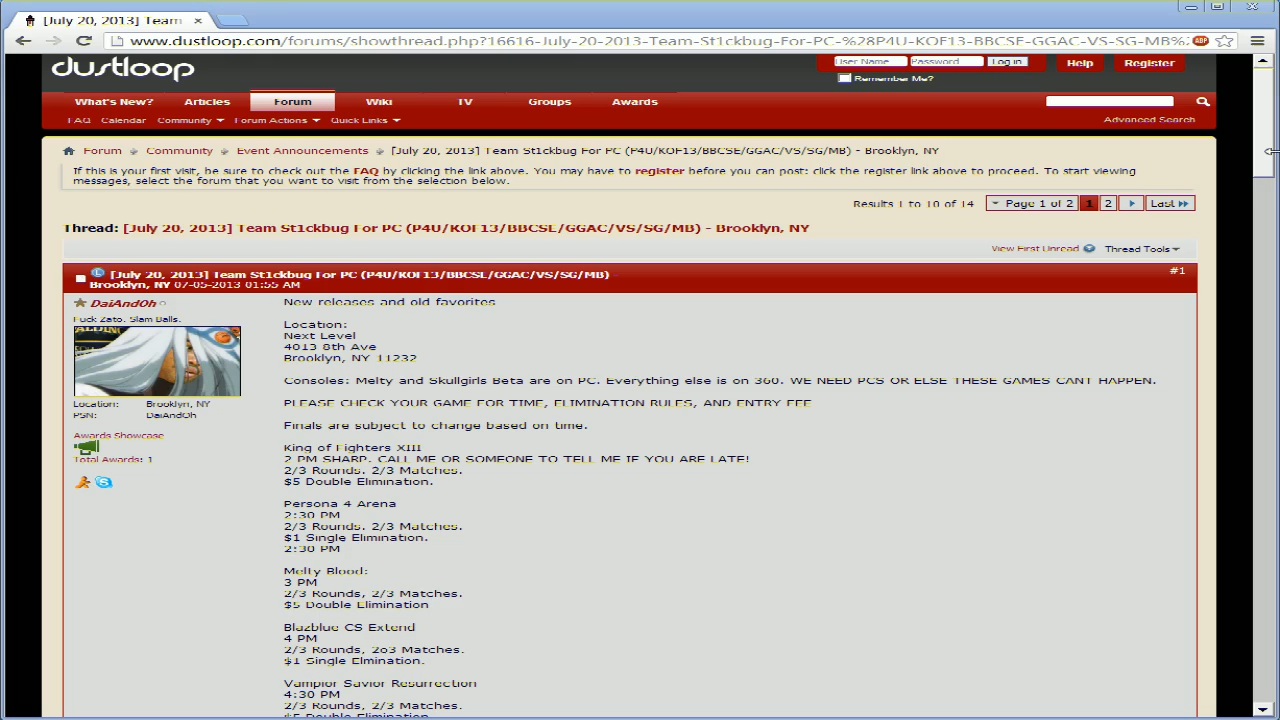 [July 20, 2013] Team
www.dustloop.com/forums/showthread.php?16616-July-20-2013-Team-St1ckbug-For-PC-%28P4U-KOF13-BBCSE-GGAC-VS-SG-MB%
ABP
dustloop
User Name
Password
Log in
Remember Me?
Help
Register
What's New?
Articles
Forum
Wiki
TV
Groups
Awards
FAQ
Calendar
Community
Forum Actions
Quick Links
Advanced Search
Forum
Community
Event Announcements
[July 20, 2013] Team St1ckbug For PC (P4U/KOF13/BBCSE/GGAC/VS/SG/MB) - Brooklyn, NY
If this is your first visit, be sure to check out the FAQ by clicking the link above. You may have to register before you can post: click the register link above to proceed. To start viewing
messages, select the forum that you want to visit from the selection below.
Results 1 to 10 of 14
Page 1 of 2
1
2
Last
Thread: [July 20, 2013] Team St1ckbug For PC (P4U/KOF13/BBCSE/GGAC/VS/SG/MB) - Brooklyn, NY
View First Unread
Thread Tools
[July 20, 2013] Team St1ckbug For PC (P4U/KOF13/BBCSE/GGAC/VS/SG/MB) -
Brooklyn, NY 07-05-2013 01:55 AM
#1
DaiAndOh
Fuck Zato. Slam Balls.
ALDING
Location: Brooklyn, NY
PSN: DaiAndOh
Awards Showcase
Total Awards: 1
New releases and old favorites
Location:
Next Level
4013 8th Ave
Brooklyn, NY 11232
Consoles: Melty and Skullgirls Beta are on PC. Everything else is on 360. WE NEED PCS OR ELSE THESE GAMES CANT HAPPEN.
PLEASE CHECK YOUR GAME FOR TIME, ELIMINATION RULES, AND ENTRY FEE
Finals are subject to change based on time.
King of Fighters XIII
2 PM SHARP. CALL ME OR SOMEONE TO TELL ME IF YOU ARE LATE!
2/3 Rounds. 2/3 Matches.
$5 Double Elimination.
Persona 4 Arena
2:30 PM
2/3 Rounds. 2/3 Matches.
$1 Single Elimination.
2:30 PM
Melty Blood:
3 PM
2/3 Rounds, 2/3 Matches.
$5 Double Elimination
Blazblue CS Extend
4 PM
2/3 Rounds, 2o3 Matches.
$1 Single Elmination.
Vampior Savior Resurrection
4:30 PM
2/3 Rounds, 2/3 Matches.
$5 Double Elimination